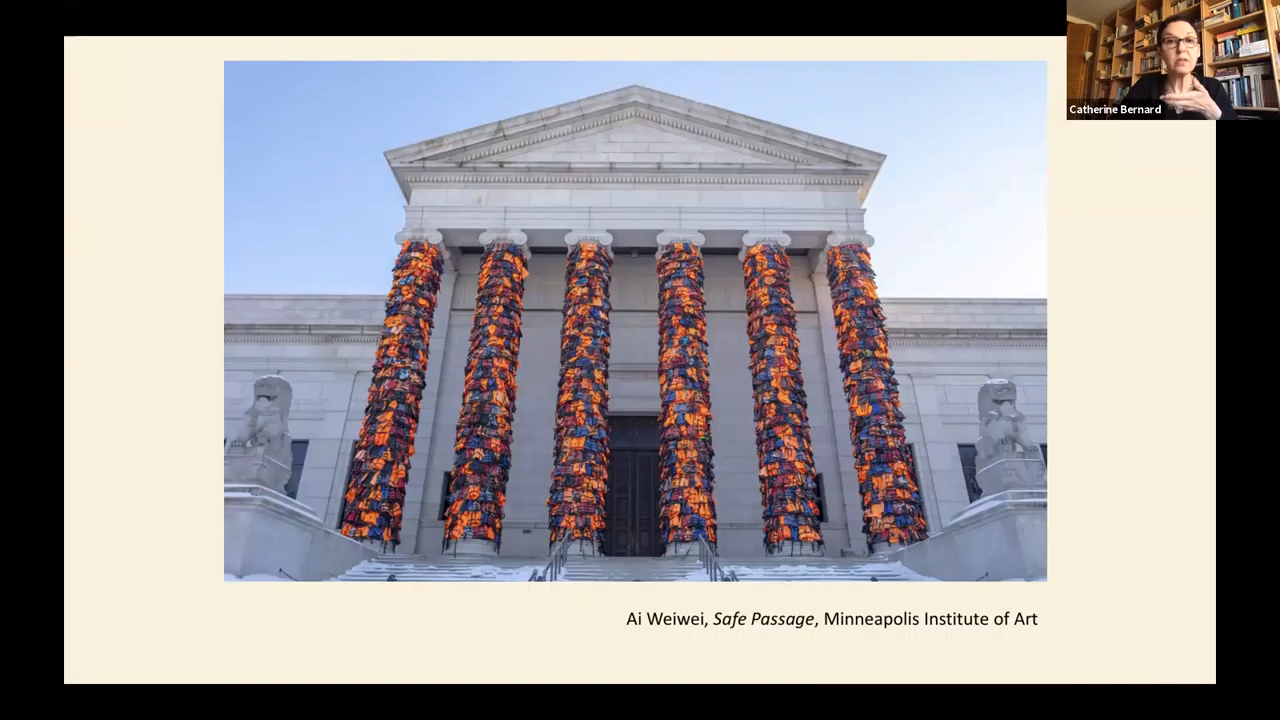 Catherine Bernard
Ai Weiwei, Safe Passage, Minneapolis Institute of Art